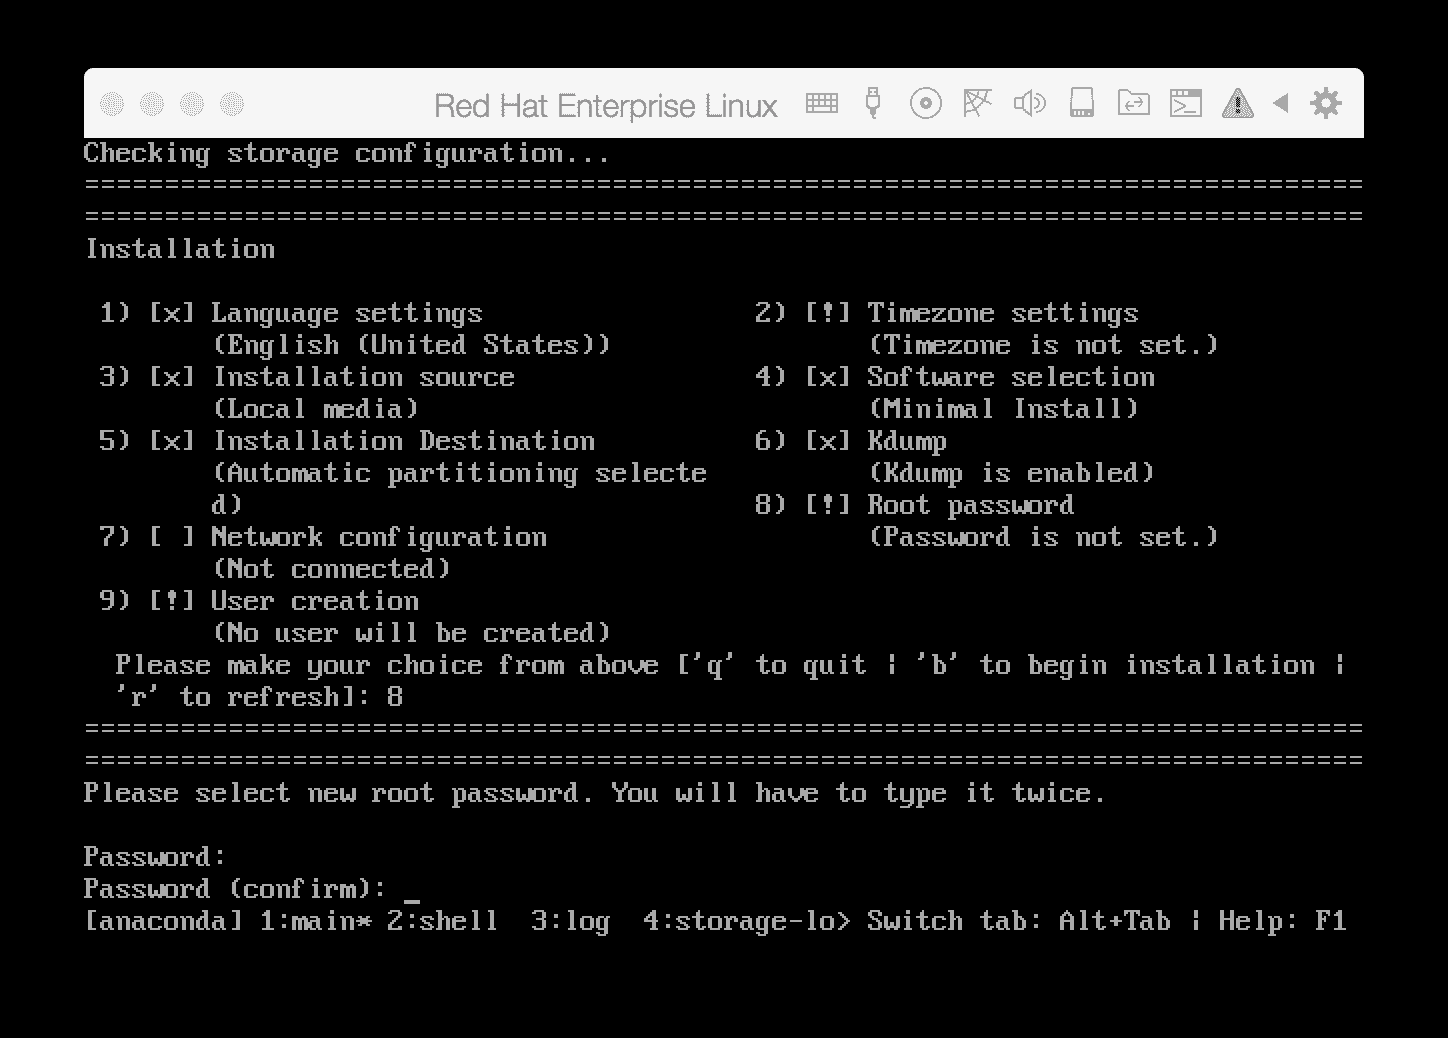 Red Hat Enterprise Linux
Checking storage configuration...
================================================================================
================================================================================
Installation
1) [x] Language settings 2) [!] Timezone settings
(English (United States)) (Timezone is not set.)
3) [x] Installation source 4) [x] Software selection
(Local media) (Minimal Install)
5) [x] Installation Destination 6) [x] Kdump
(Automatic partitioning selecte (Kdump is enabled)
d) 8) [!] Root password
7) [ ] Network configuration (Password is not set.)
(Not connected)
9) [!] User creation
(No user will be created)
Please make your choice from above ['q' to quit | 'b' to begin installation |
'r' to refresh]: 8
================================================================================
================================================================================
Please select new root password. You will have to type it twice.
Password:
Password (confirm): _
[anaconda] 1:main* 2:shell 3:log 4:storage-lo> Switch tab: Alt+Tab | Help: F1